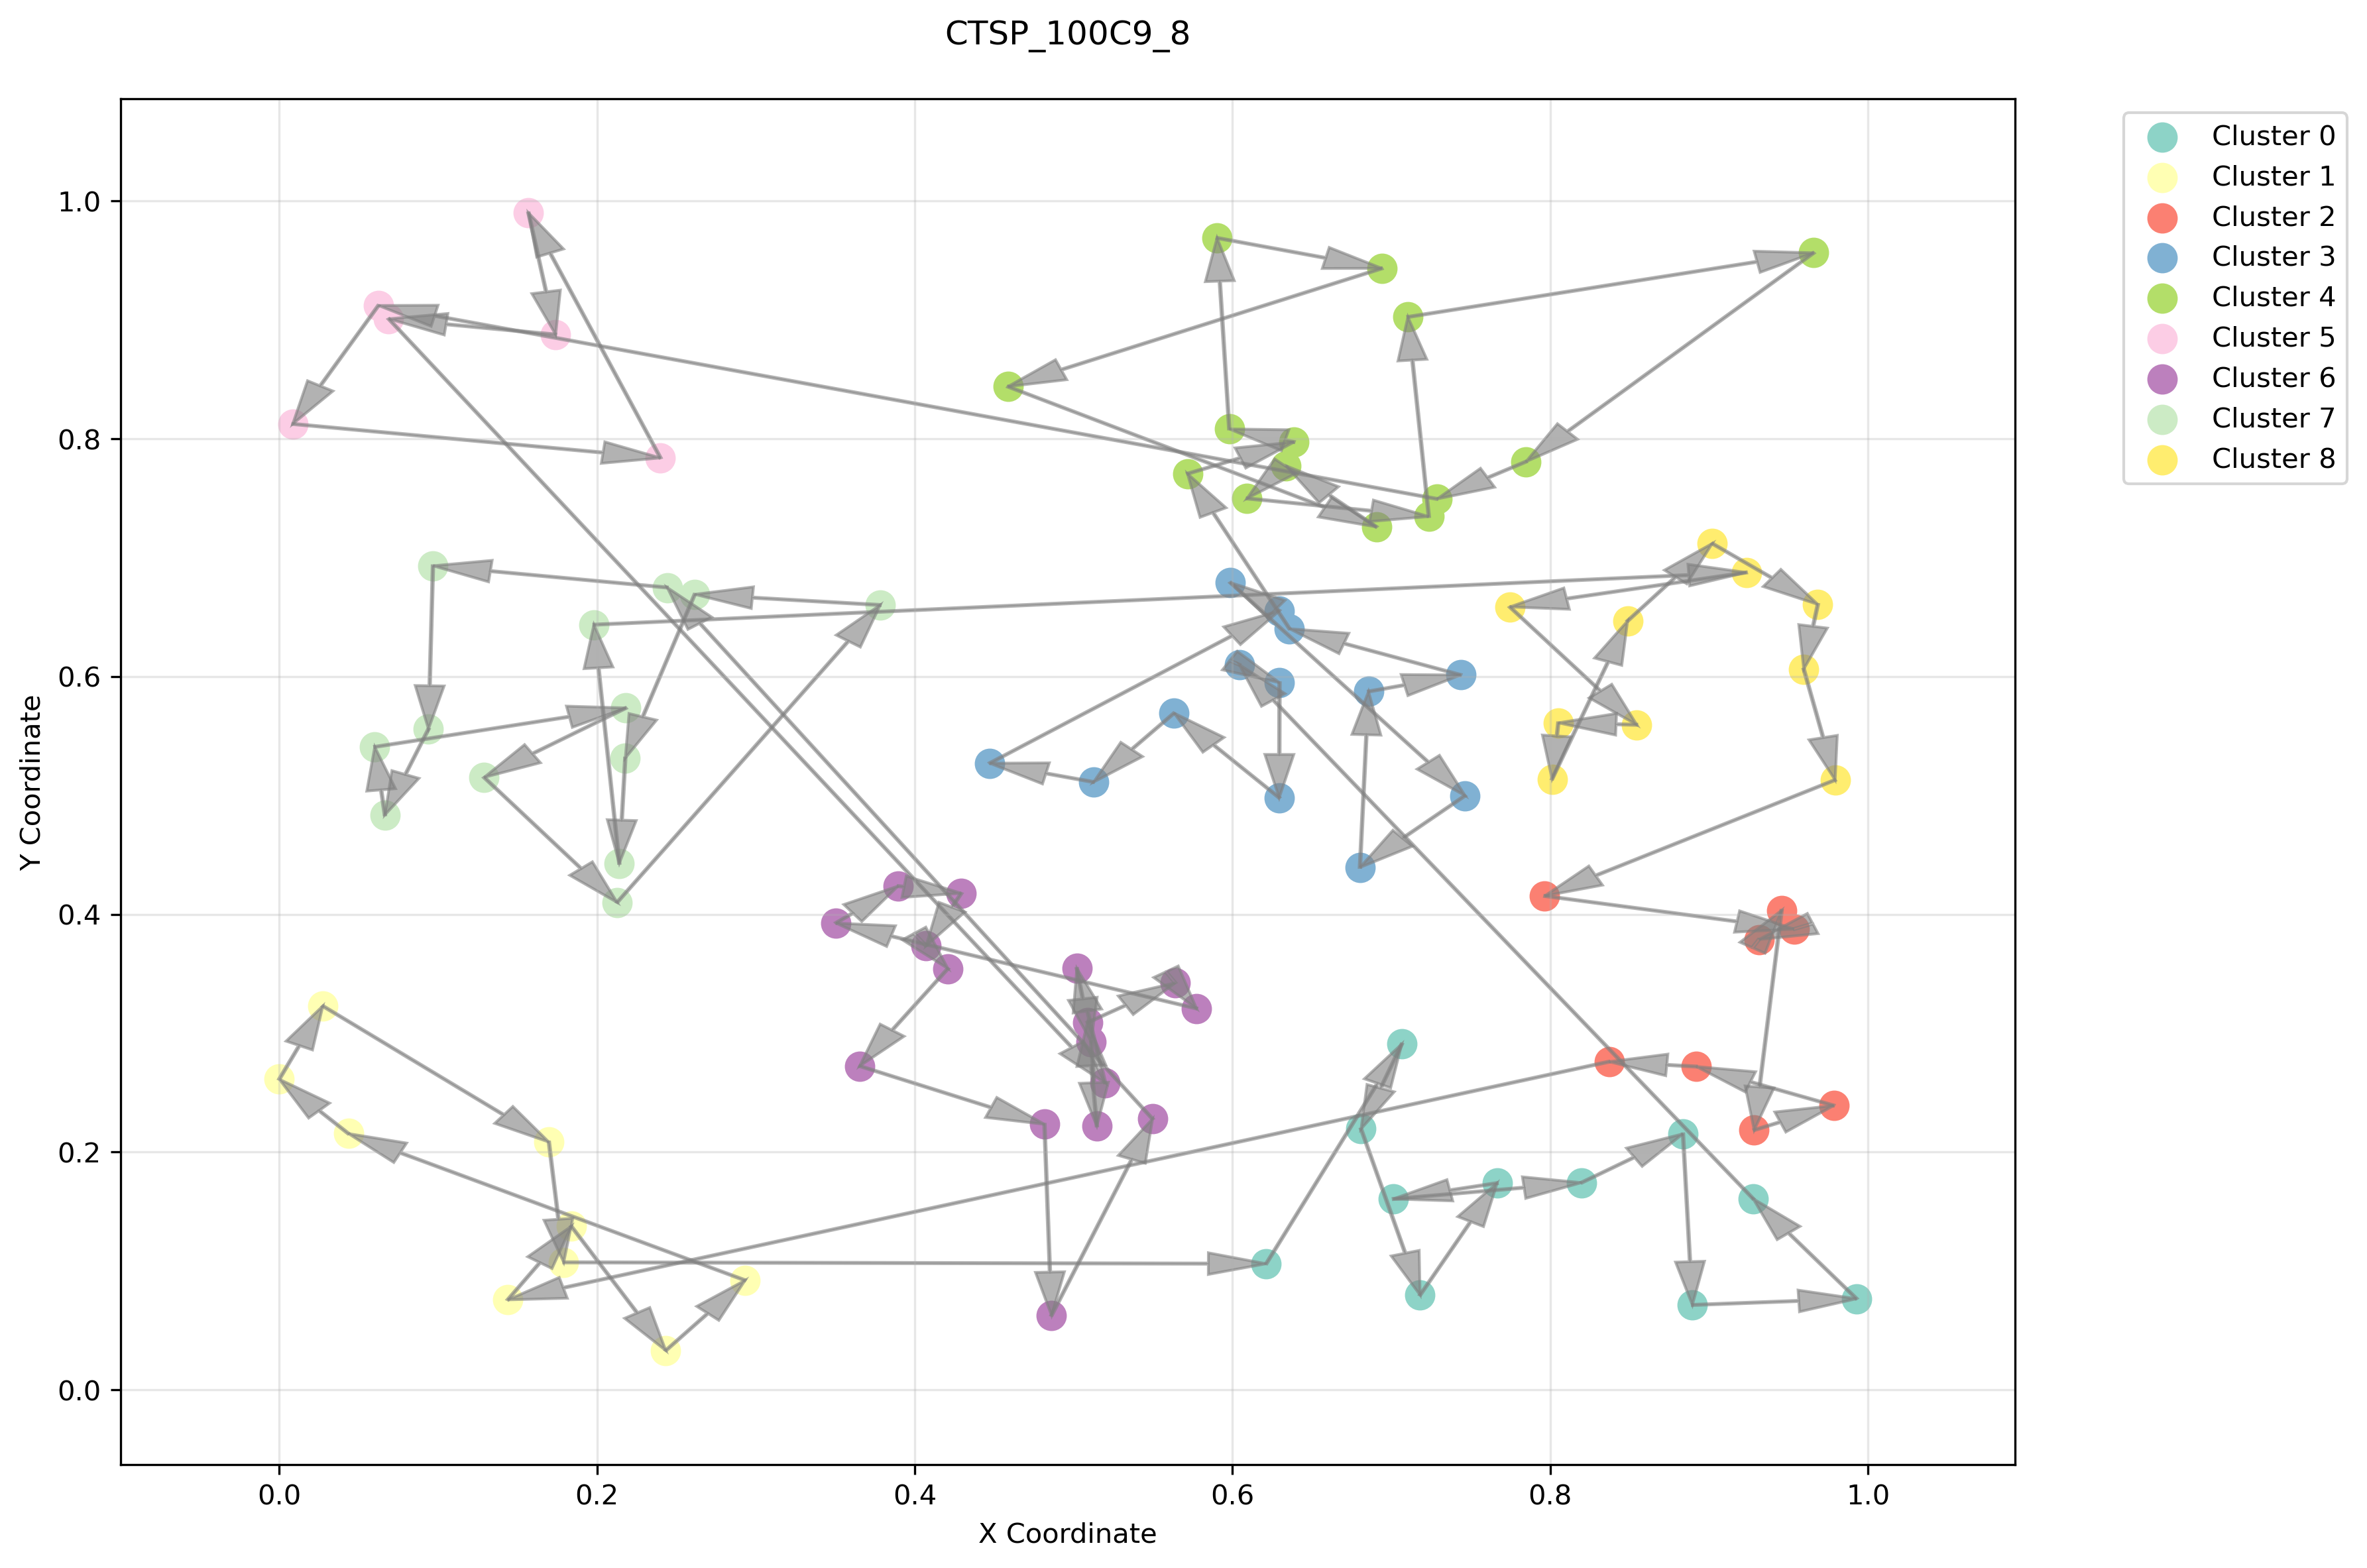 CTSP_100C9_8
Cluster 0
Cluster 1
Cluster 2
Cluster 3
Cluster 4
Cluster 5
Cluster 6
Cluster 7
Cluster 8
1.0
0.8
0.6
0.4
0.2
0.0
Y Coordinate
0.0 0.2 0.4 0.6 0.8 1.0
X Coordinate